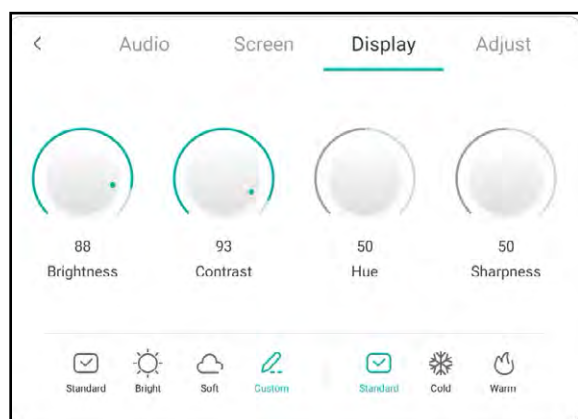 Audio Screen Display Adjust
88 93 50 50
Brightness Contrast Hue Sharpness
Standard Bright Soft Custom Standard Cold Warm